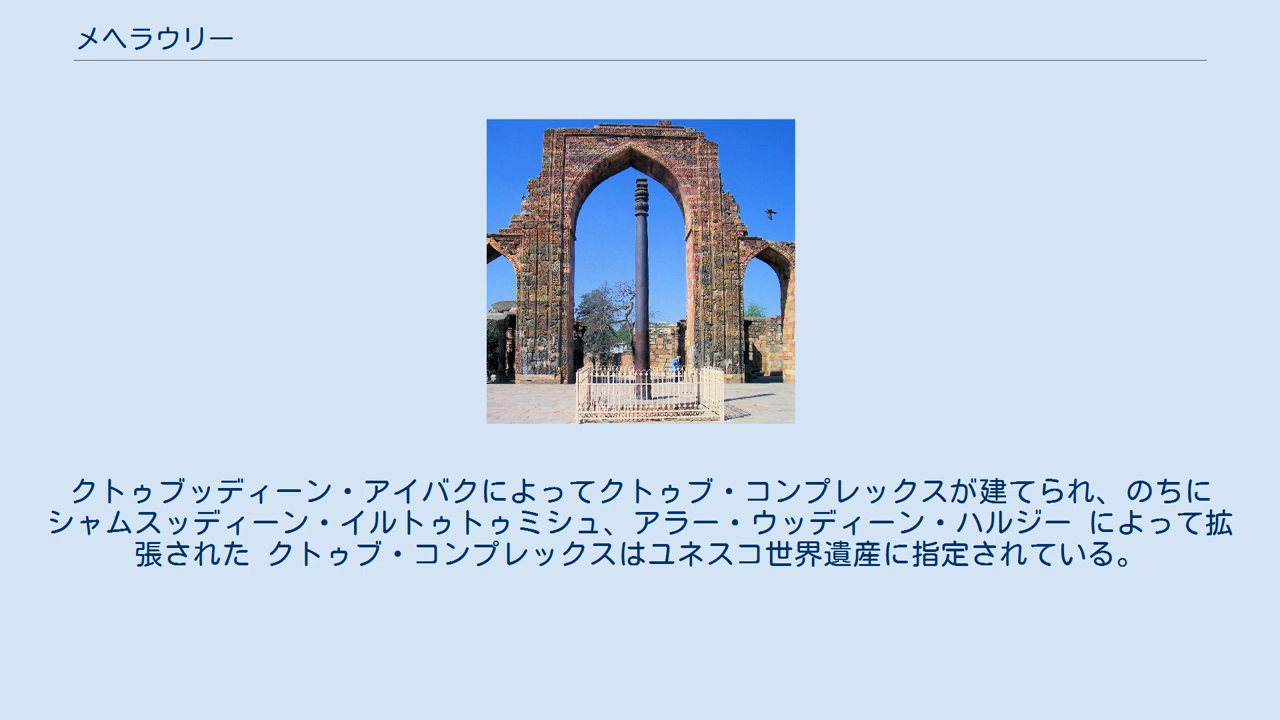 メヘラウリー
クトゥブッディーン・アイバクによってクトゥブ・コンプレックスが建てられ、のちに
シャムスッディーン・イルトゥトゥミシュ、アラー・ウッディーン・ハルジー によって拡
張された クトゥブ・コンプレックスはユネスコ世界遺産に指定されている。